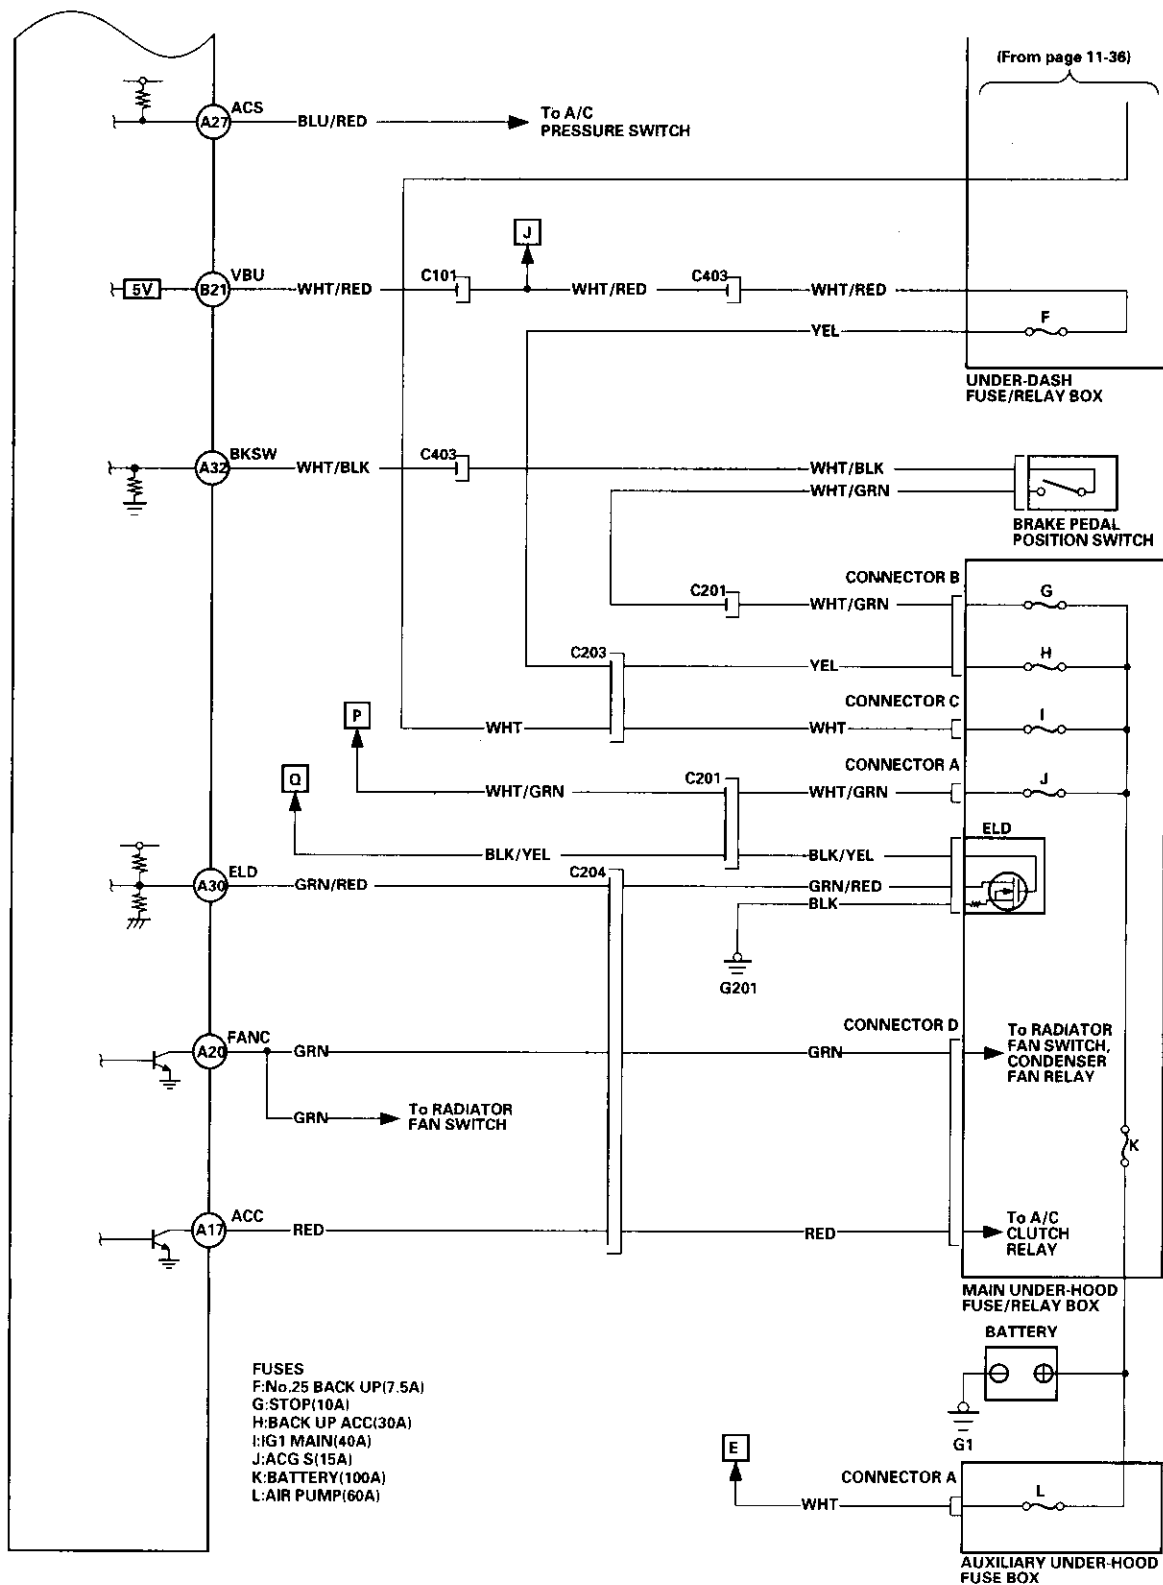 (From page 11-36)
ACS
A27
BLU/RED
To A/C
PRESSURE SWITCH
J
VBU
5V
B21
WHT/RED
C101
WHT/RED
C403
WHT/RED
F
YEL
UNDER-DASH
FUSE/RELAY BOX
BKSW
A32
WHT/BLK
C403
WHT/BLK
WHT/GRN
BRAKE PEDAL
POSITION SWITCH
CONNECTOR B
C201
WHT/GRN
G
C203
YEL
H
CONNECTOR C
P
WHT
WHT
I
CONNECTOR A
Q
C201
WHT/GRN
WHT/GRN
J
ELD
BLK/YEL
BLK/YEL
ELD
A30
GRN/RED
C204
GRN/RED
BLK
G201
FANC
A20
GRN
CONNECTOR D
GRN
To RADIATOR
FAN SWITCH,
CONDENSER
FAN RELAY
GRN
To RADIATOR
FAN SWITCH
K
ACC
A17
RED
RED
To A/C
CLUTCH
RELAY
MAIN UNDER-HOOD
FUSE/RELAY BOX
BATTERY
G1
FUSES
F:No.25 BACK UP(7.5A)
G:STOP(10A)
H:BACK UP ACC(30A)
I:IG1 MAIN(40A)
J:ACG S(15A)
K:BATTERY(100A)
L:AIR PUMP(60A)
E
CONNECTOR A
WHT
L
AUXILIARY UNDER-HOOD
FUSE BOX